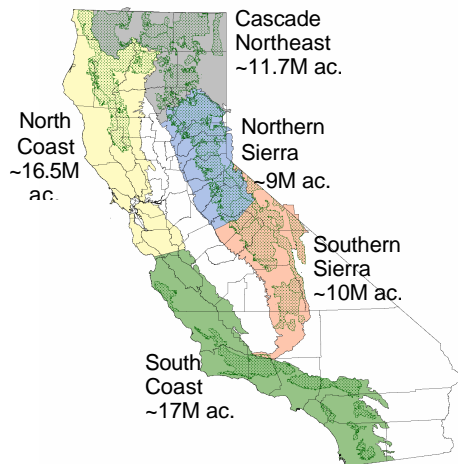 Cascade
Northeast
~11.7M ac.
North
Coast
~16.5M
ac.
Northern
Sierra
~9M ac.
Southern
Sierra
~10M ac.
South
Coast
~17M ac.